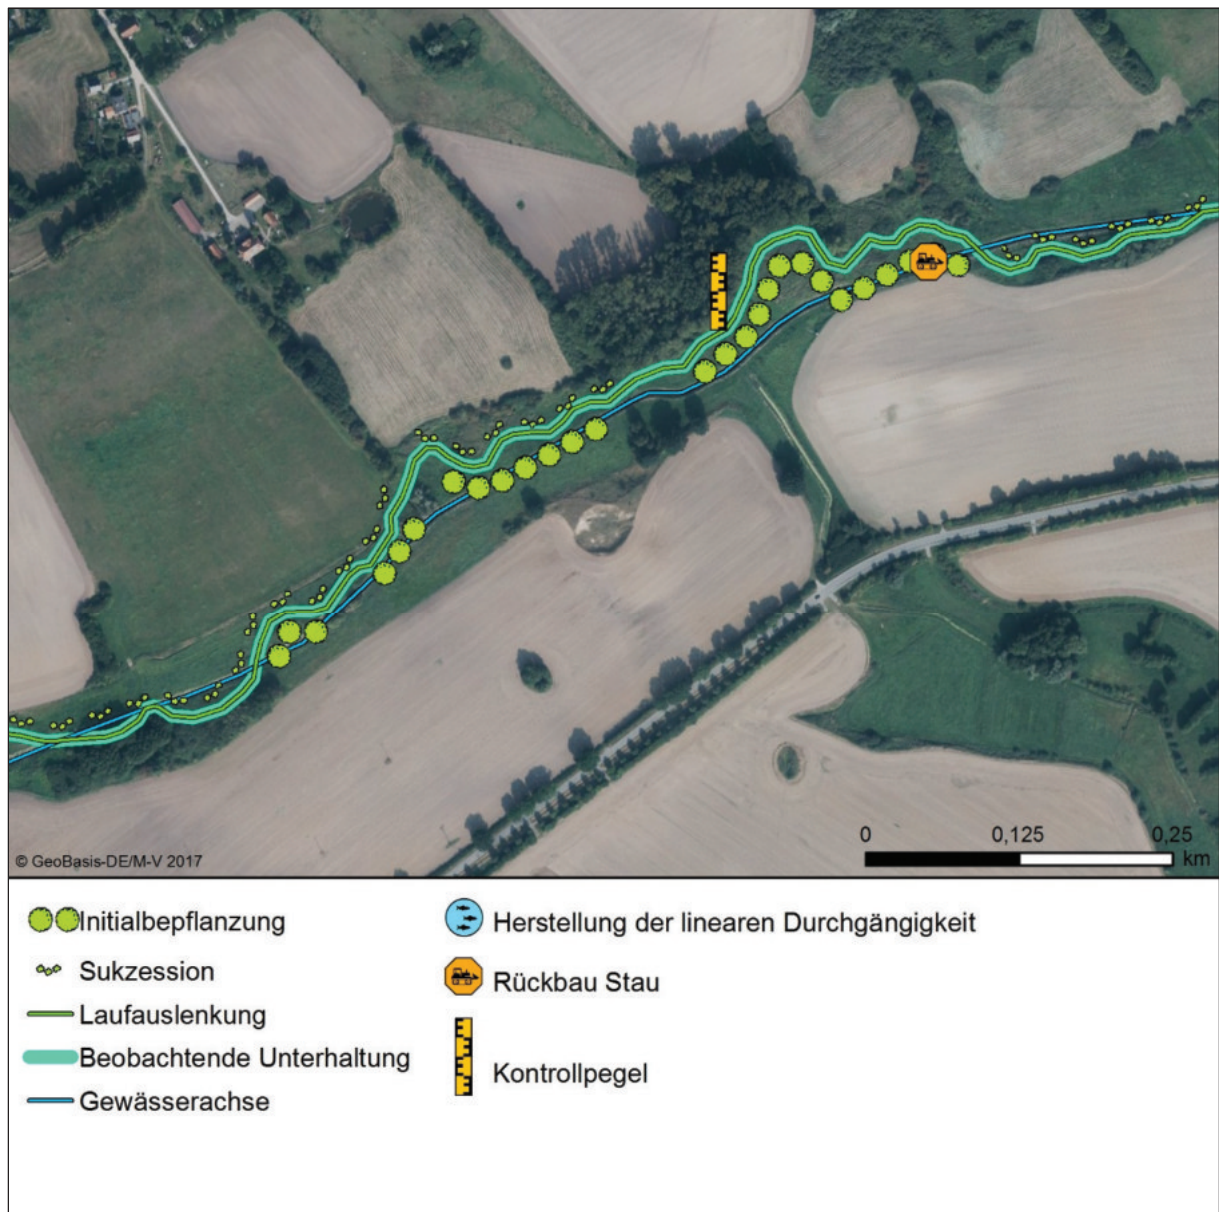 © GeoBasis-DE/M-V 2017
0 0,125 0,25
km
Initialbepflanzung
Sukzession
Laufauslenkung
Beobachtende Unterhaltung
Gewässerachse
Herstellung der linearen Durchgängigkeit
Rückbau Stau
Kontrollpegel